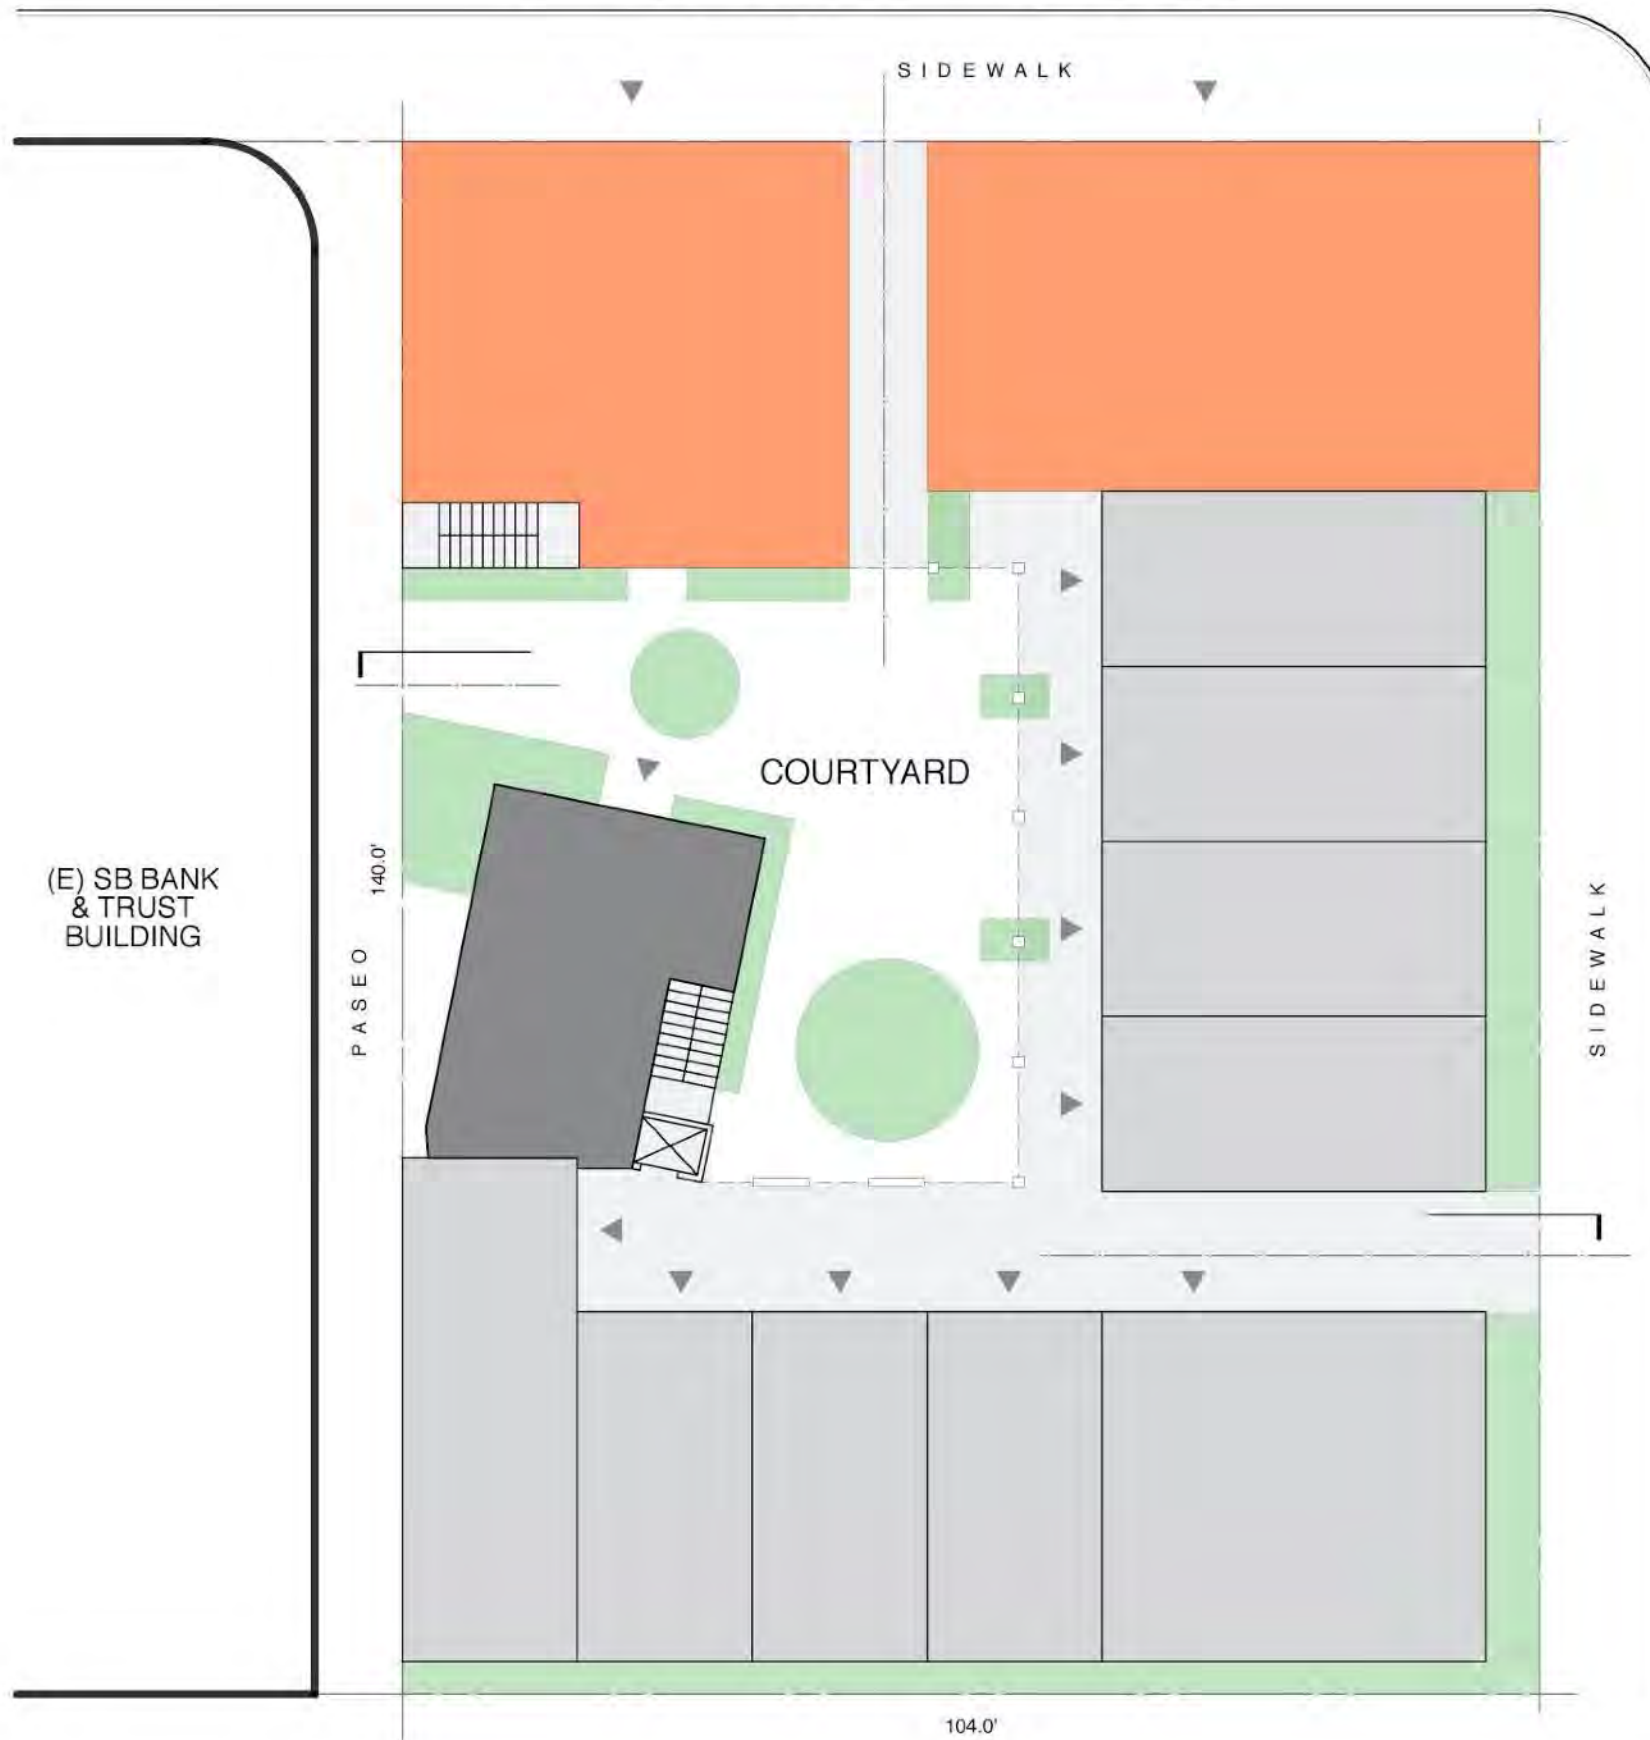 SIDEWALK
COURTYARD
(E) SB BANK
& TRUST
BUILDING
140.0'
PASEO
SIDEWALK
104.0'